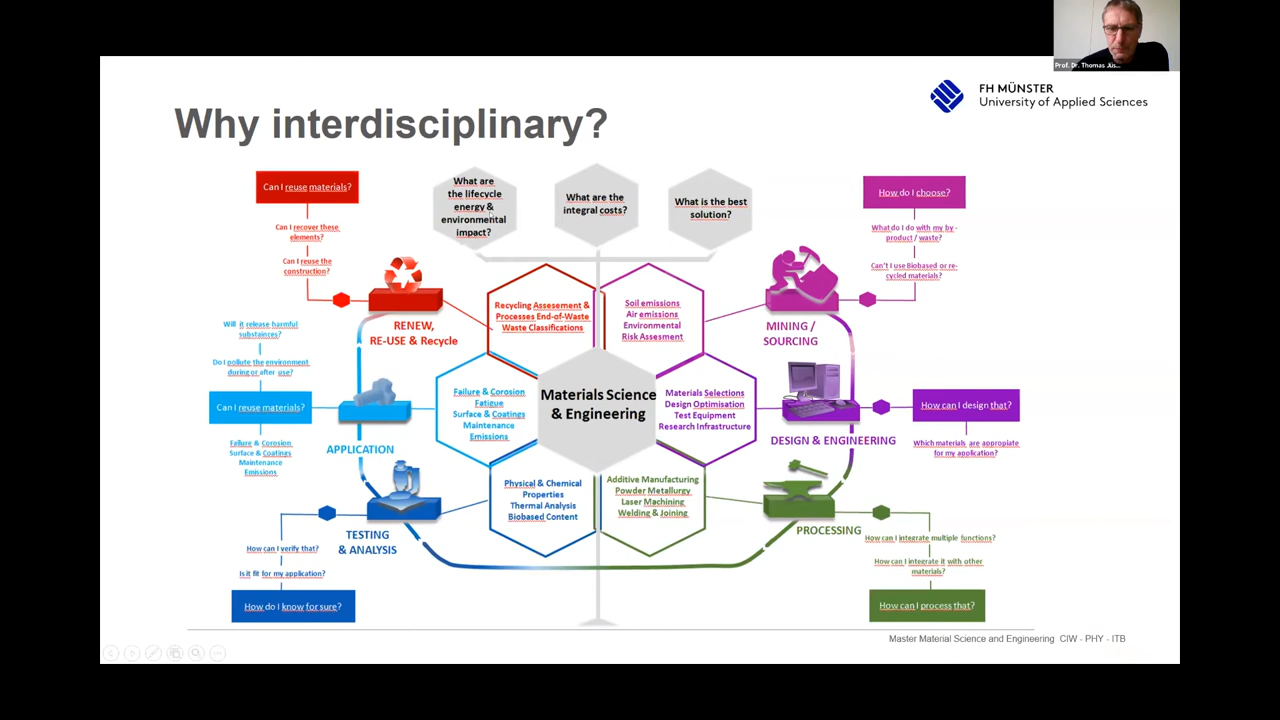 Prof. Dr. Thomas Jüs...
FH MÜNSTER
University of Applied Sciences
Why interdisciplinary?
Can I reuse materials?
Can I recover these
elements?
Can I reuse the
construction?
What are
the lifecycle
energy &
environmental
impact?
What are the
integral costs?
What is the best
solution?
How do I choose?
What do I do with my by -
product / waste?
Can't I use Biobased or re-
cycled materials?
RENEW,
RE-USE & Recycle
Recycling Assesment &
Processes End-of-Waste
Waste Classifications
Soil emissions
Air emissions
Environmental
Risk Assesment
MINING /
SOURCING
Will it release harmful
substainces?
Do I pollute the environment
during or after use?
Can I reuse materials?
Failure & Corosion
Surface & Coatings
Maintenance
Emissions
APPLICATION
Failure & Corosion
Fatigue
Surface & Coatings
Maintenance
Emissions
Materials Science
& Engineering
Materials Selections
Design Optimisation
Test Equipment
Research Infrastructure
DESIGN & ENGINEERING
How can I design that?
Which materials are appropiate
for my application?
TESTING
& ANALYSIS
Physical & Chemical
Properties
Thermal Analysis
Biobased Content
Additive Manufacturing
Powder Metallurgy
Laser Machining
Welding & Joining
PROCESSING
How can I verify that?
Is it fit for my application?
How do I know for sure?
How can I integrate multiple functions?
How can I integrate it with other
materials?
How can I process that?
Master Material Science and Engineering CIW - PHY - ITB